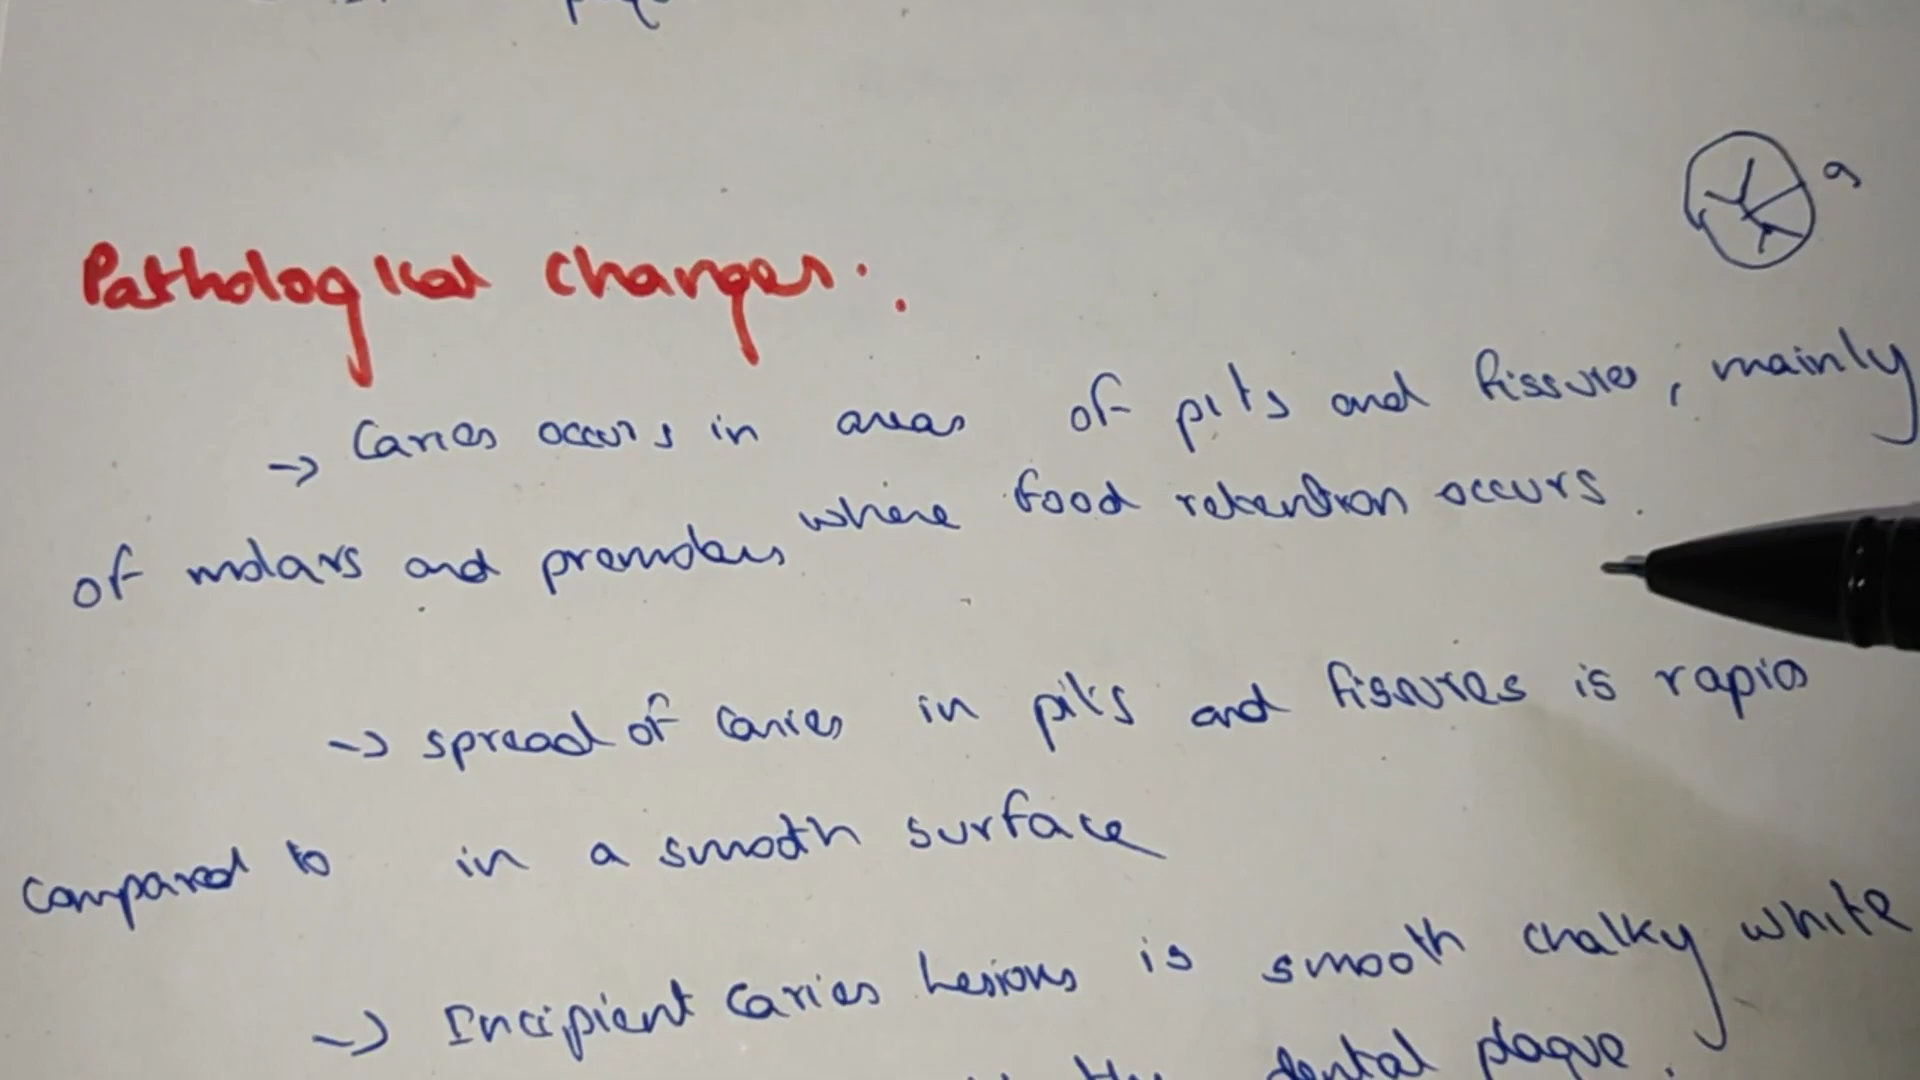 Pathological changes:
→ Caries occurs in areas of pits and fissures, mainly
of molars and premolars where food retention occurs.
→ spread of caries in pits and fissures is rapid
compared to in a smooth surface
→ Incipient caries lesions is smooth chalky white
dental plaque.